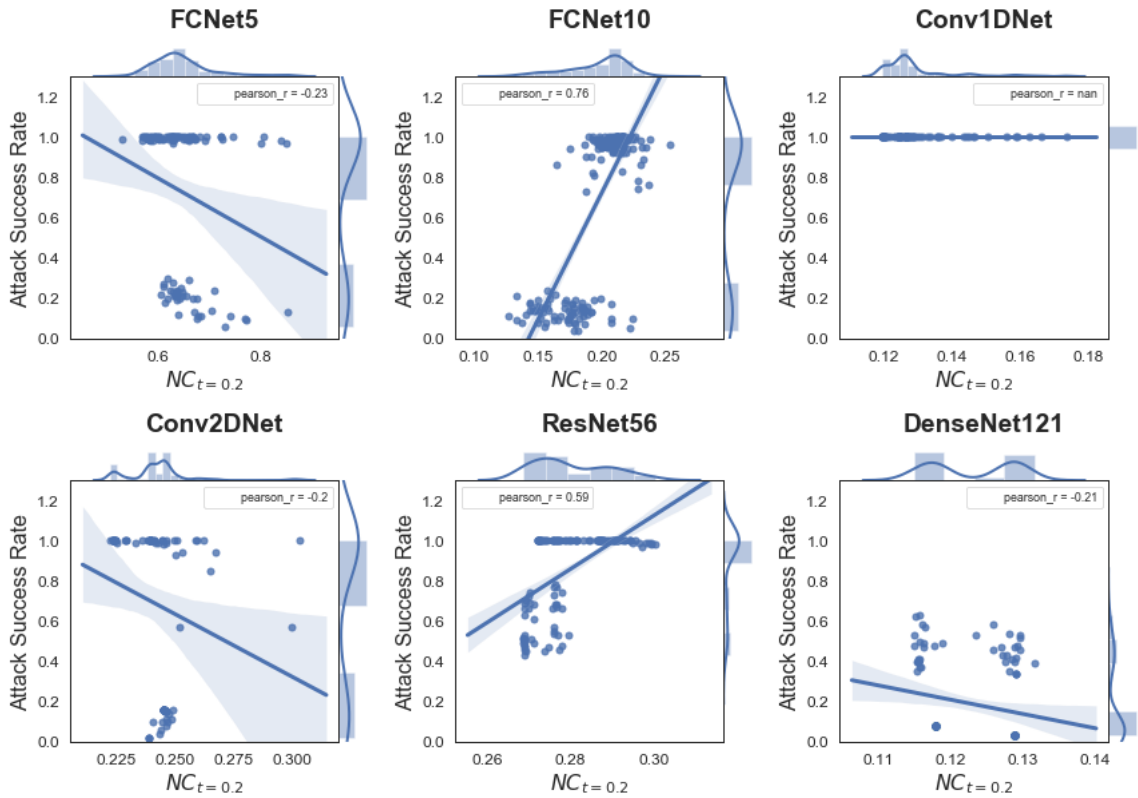 FCNet5
pearson_r = -0.23
Attack Success Rate
1.2
1.0
0.8
0.6
0.4
0.2
0.0
0.6 0.8
NC_{t = 0.2}
FCNet10
pearson_r = 0.76
Attack Success Rate
1.2
1.0
0.8
0.6
0.4
0.2
0.0
0.10 0.15 0.20 0.25
NC_{t = 0.2}
Conv1DNet
pearson_r = nan
Attack Success Rate
1.2
1.0
0.8
0.6
0.4
0.2
0.0
0.12 0.14 0.16 0.18
NC_{t = 0.2}
Conv2DNet
pearson_r = -0.2
Attack Success Rate
1.2
1.0
0.8
0.6
0.4
0.2
0.0
0.225 0.250 0.275 0.300
NC_{t = 0.2}
ResNet56
pearson_r = 0.59
Attack Success Rate
1.2
1.0
0.8
0.6
0.4
0.2
0.0
0.26 0.28 0.30
NC_{t = 0.2}
DenseNet121
pearson_r = -0.21
Attack Success Rate
1.2
1.0
0.8
0.6
0.4
0.2
0.0
0.11 0.12 0.13 0.14
NC_{t = 0.2}